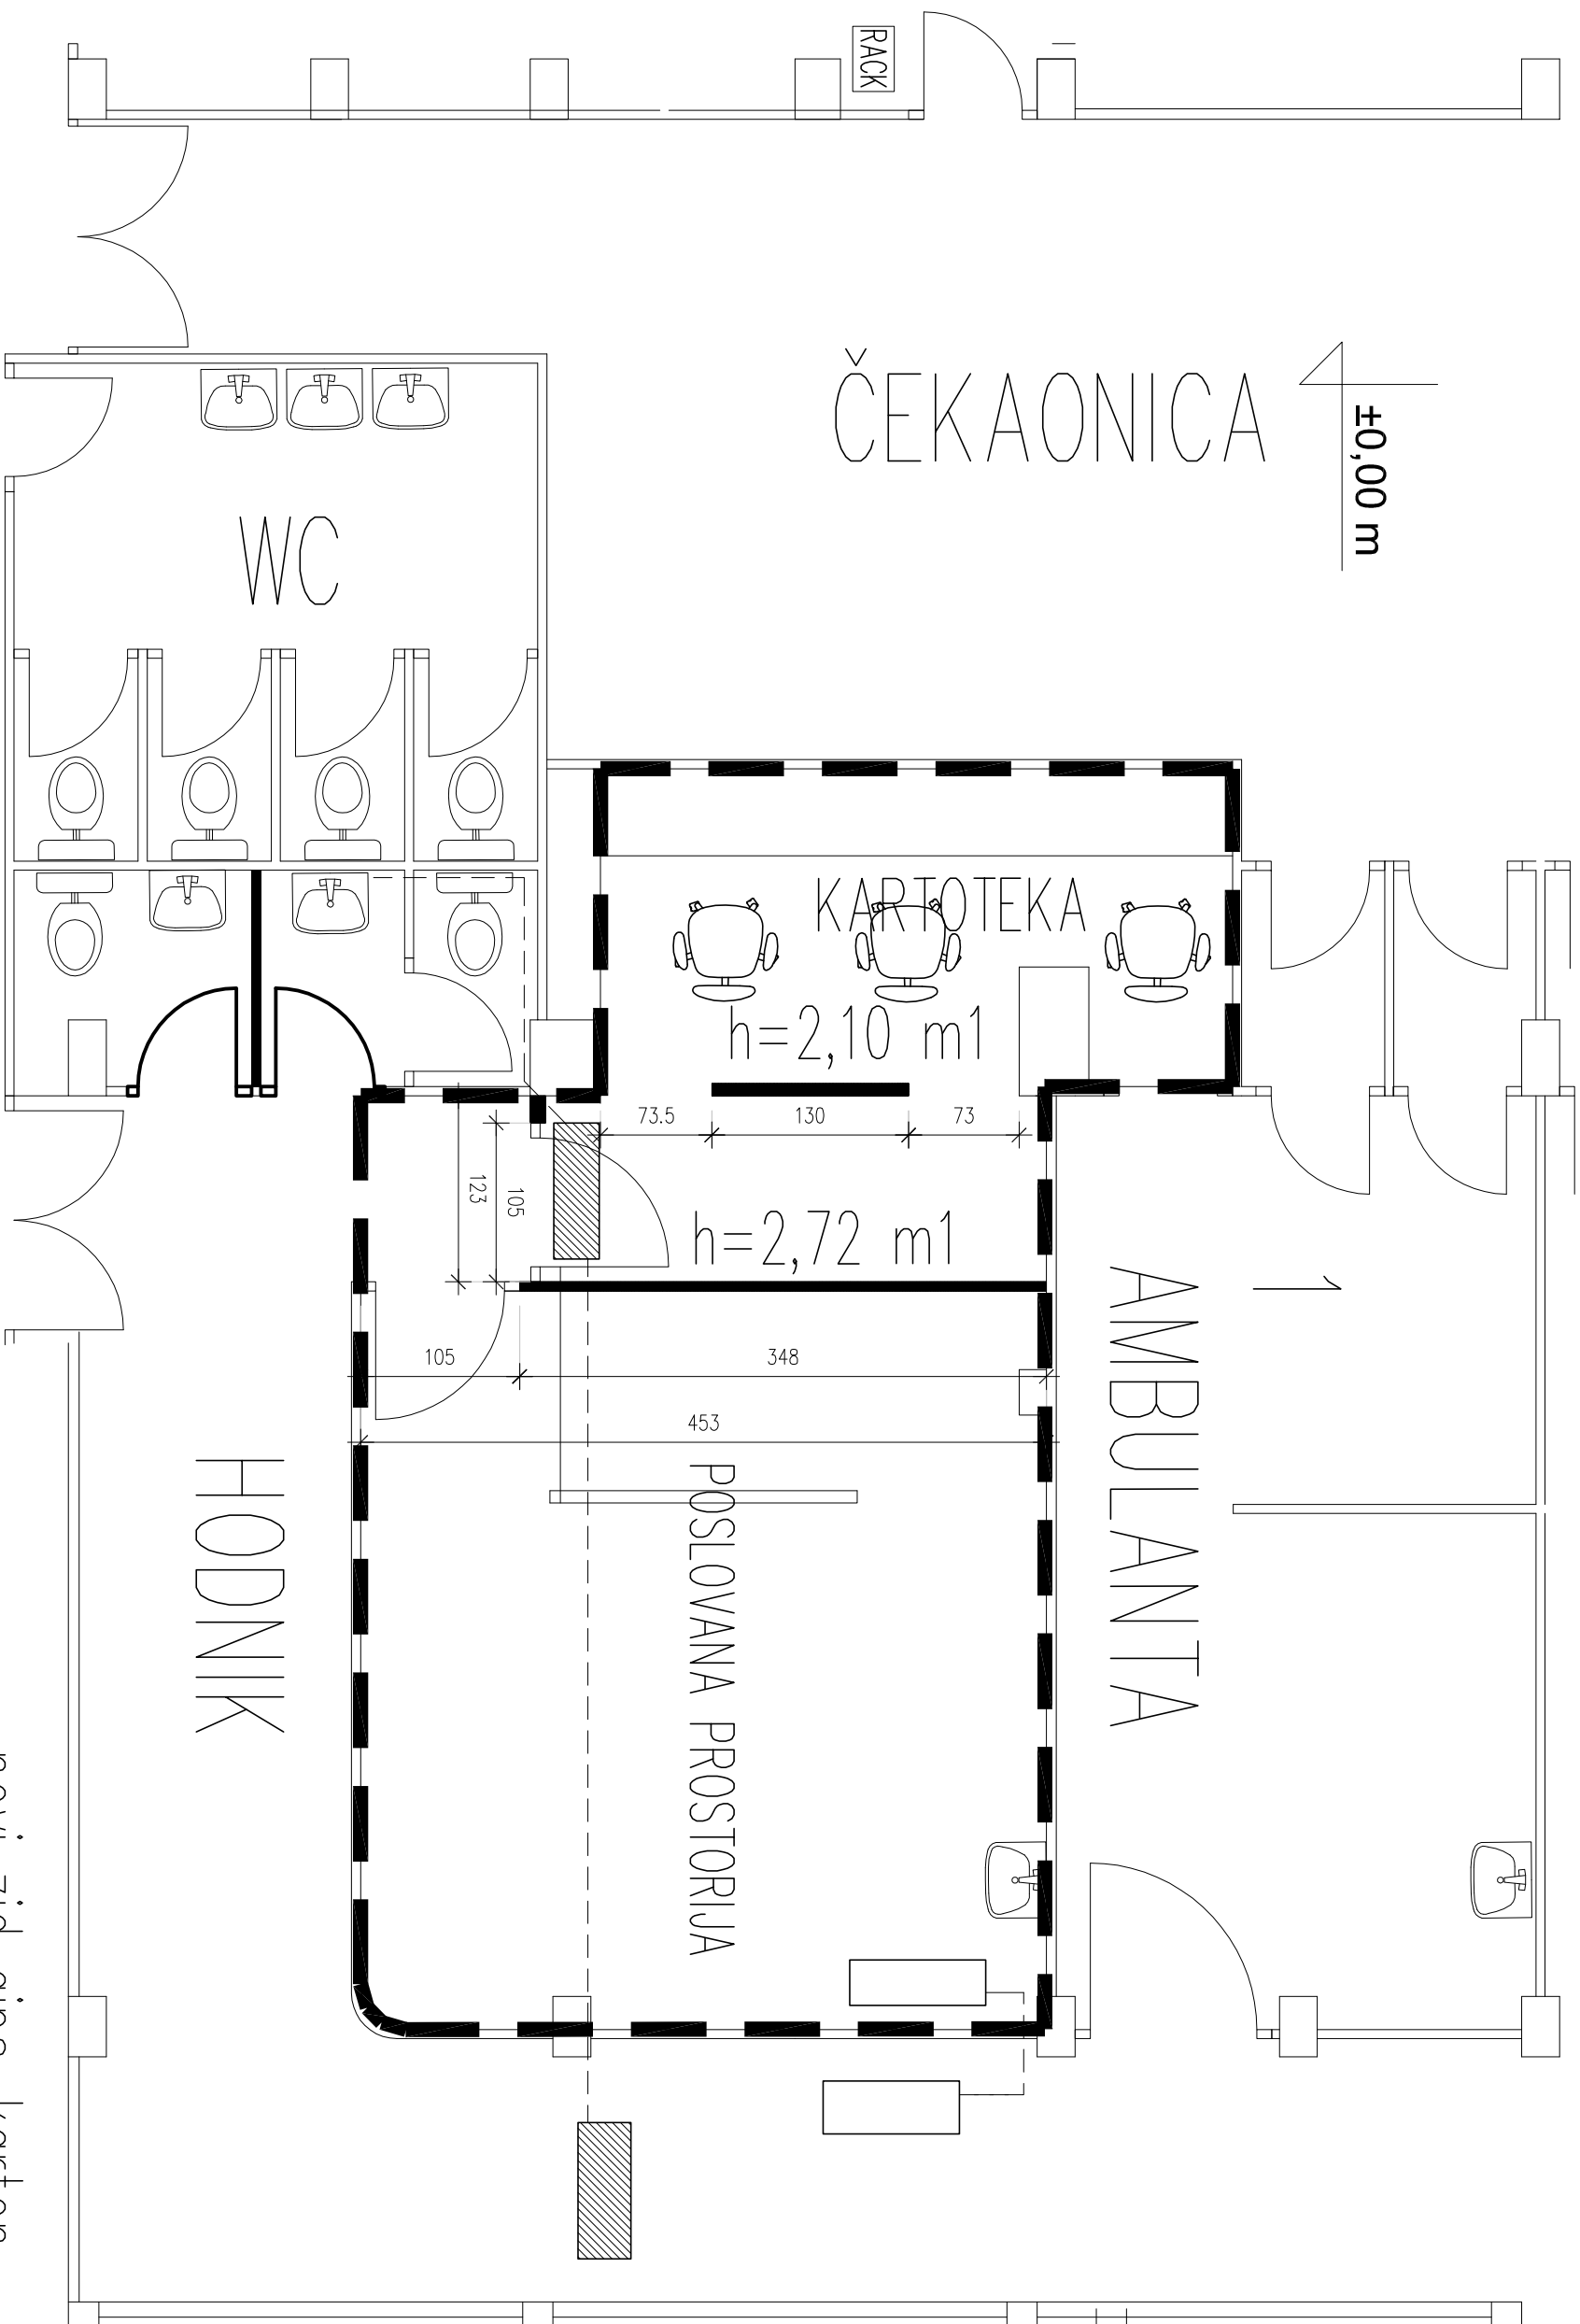 RACK
ČEKAONICA
±0,00 m
WC
KARTOTEKA
h=2,10 m1
73.5
130
73
123
105
h=2,72 m1
1
AMBULANTA
105
348
453
HODNIK
POSLOVANA PROSTORIJA